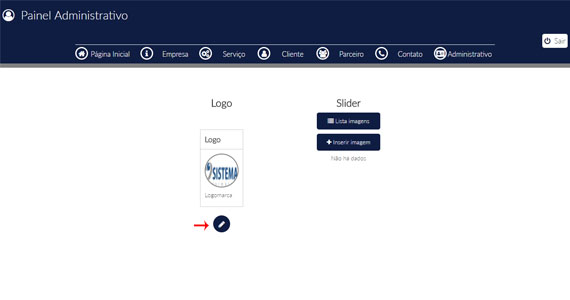 Painel Administrativo
Sair
Página Inicial Empresa Serviço Cliente Parceiro Contato Administrativo
Logo Slider
Lista imagens
Inserir imagem
Não há dados
Logo
SISTEMA
Logomarca